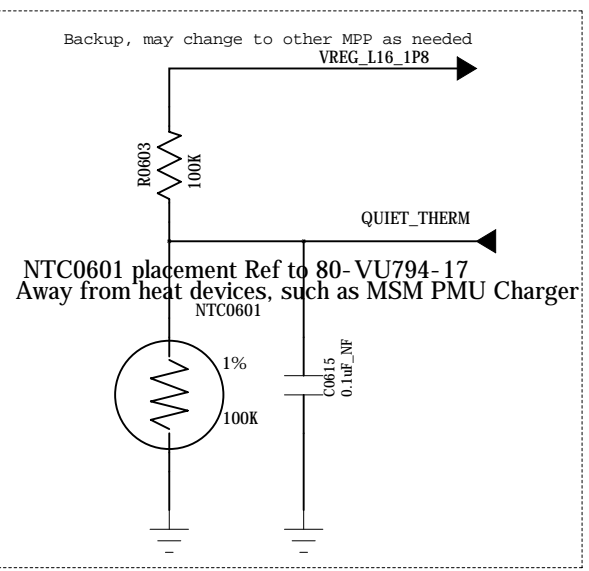 Backup, may change to other MPP as needed
VREG_L16_1P8
R0603
100K
QUIET_THERM
NTC0601 placement Ref to 80-VU794-17
Away from heat devices, such as MSM PMU Charger
NTC0601
1%
100K
C0615
0.1uF_NF